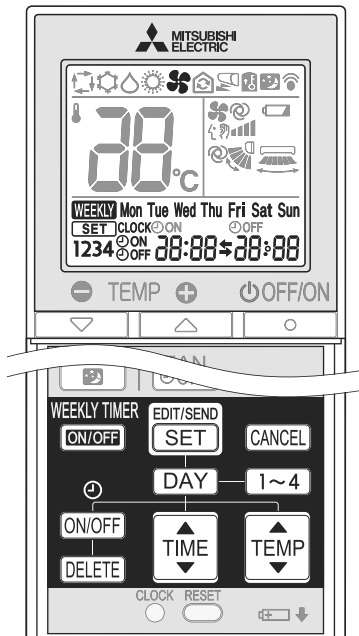 MITSUBISHI
ELECTRIC
88 °C
WEEKLY Mon Tue Wed Thu Fri Sat Sun
SET CLOCK ON OFF
1234 ON OFF 88:88 88:88
TEMP OFF/ON
WEEKLY TIMER
EDIT/SEND
ON/OFF SET CANCEL
DAY 1~4
ON/OFF TIME TEMP
DELETE
CLOCK RESET